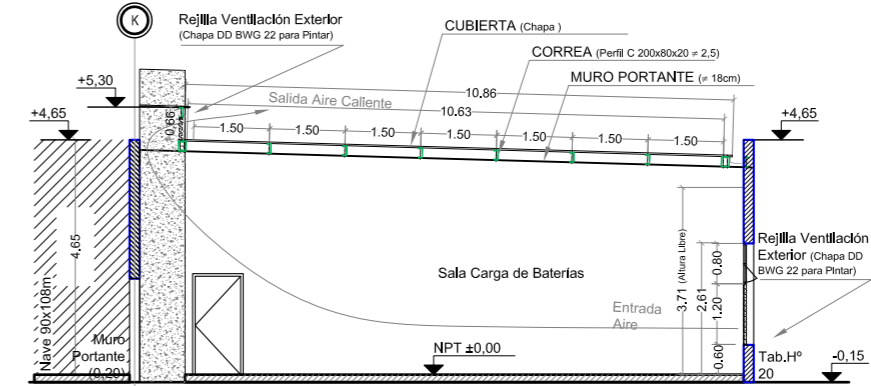 K
Rejilla Ventilación Exterior
(Chapa DD BWG 22 para Pintar)
CUBIERTA (Chapa )
CORREA (Perfil C 200x80x20 ≠ 2,5)
MURO PORTANTE (≠ 18cm)
+5,30
+4,65
10.86
Salida Aire Caliente
10.63
0.66
1.50
1.50
1.50
1.50
1.50
1.50
1.50
+4,65
4.65
Nave 90x108m
Muro
Portante
(0,20)
Sala Carga de Baterías
NPT ±0,00
Entrada
Aire
3.71 (Altura Libre)
2.61
0.80
1.20
0.60
Rejilla Ventilación
Exterior (Chapa DD
BWG 22 para Pintar)
Tab.Hº
20
-0,15